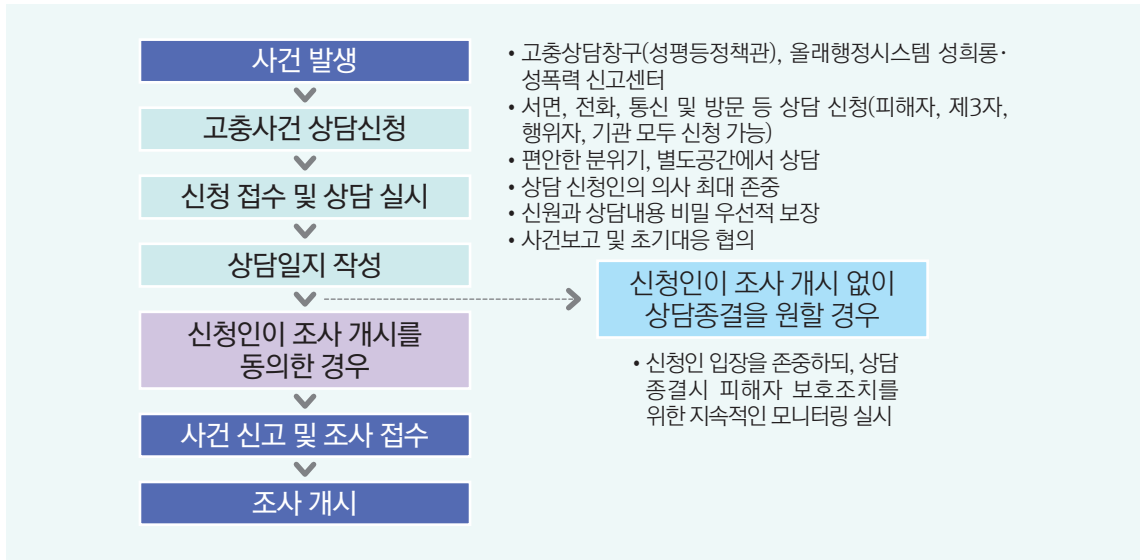 사건 발생
고충사건 상담신청
신청 접수 및 상담 실시
상담일지 작성
신청인이 조사 개시를
동의한 경우
사건 신고 및 조사 접수
조사 개시
• 고충상담창구(성평등정책관), 올래행정시스템 성희롱·
성폭력 신고센터
• 서면, 전화, 통신 및 방문 등 상담 신청(피해자, 제3자,
행위자, 기관 모두 신청 가능)
• 편안한 분위기, 별도공간에서 상담
• 상담 신청인의 의사 최대 존중
• 신원과 상담내용 비밀 우선적 보장
• 사건보고 및 초기대응 협의
신청인이 조사 개시 없이
상담종결을 원할 경우
• 신청인 입장을 존중하되, 상담
종결시 피해자 보호조치를
위한 지속적인 모니터링 실시